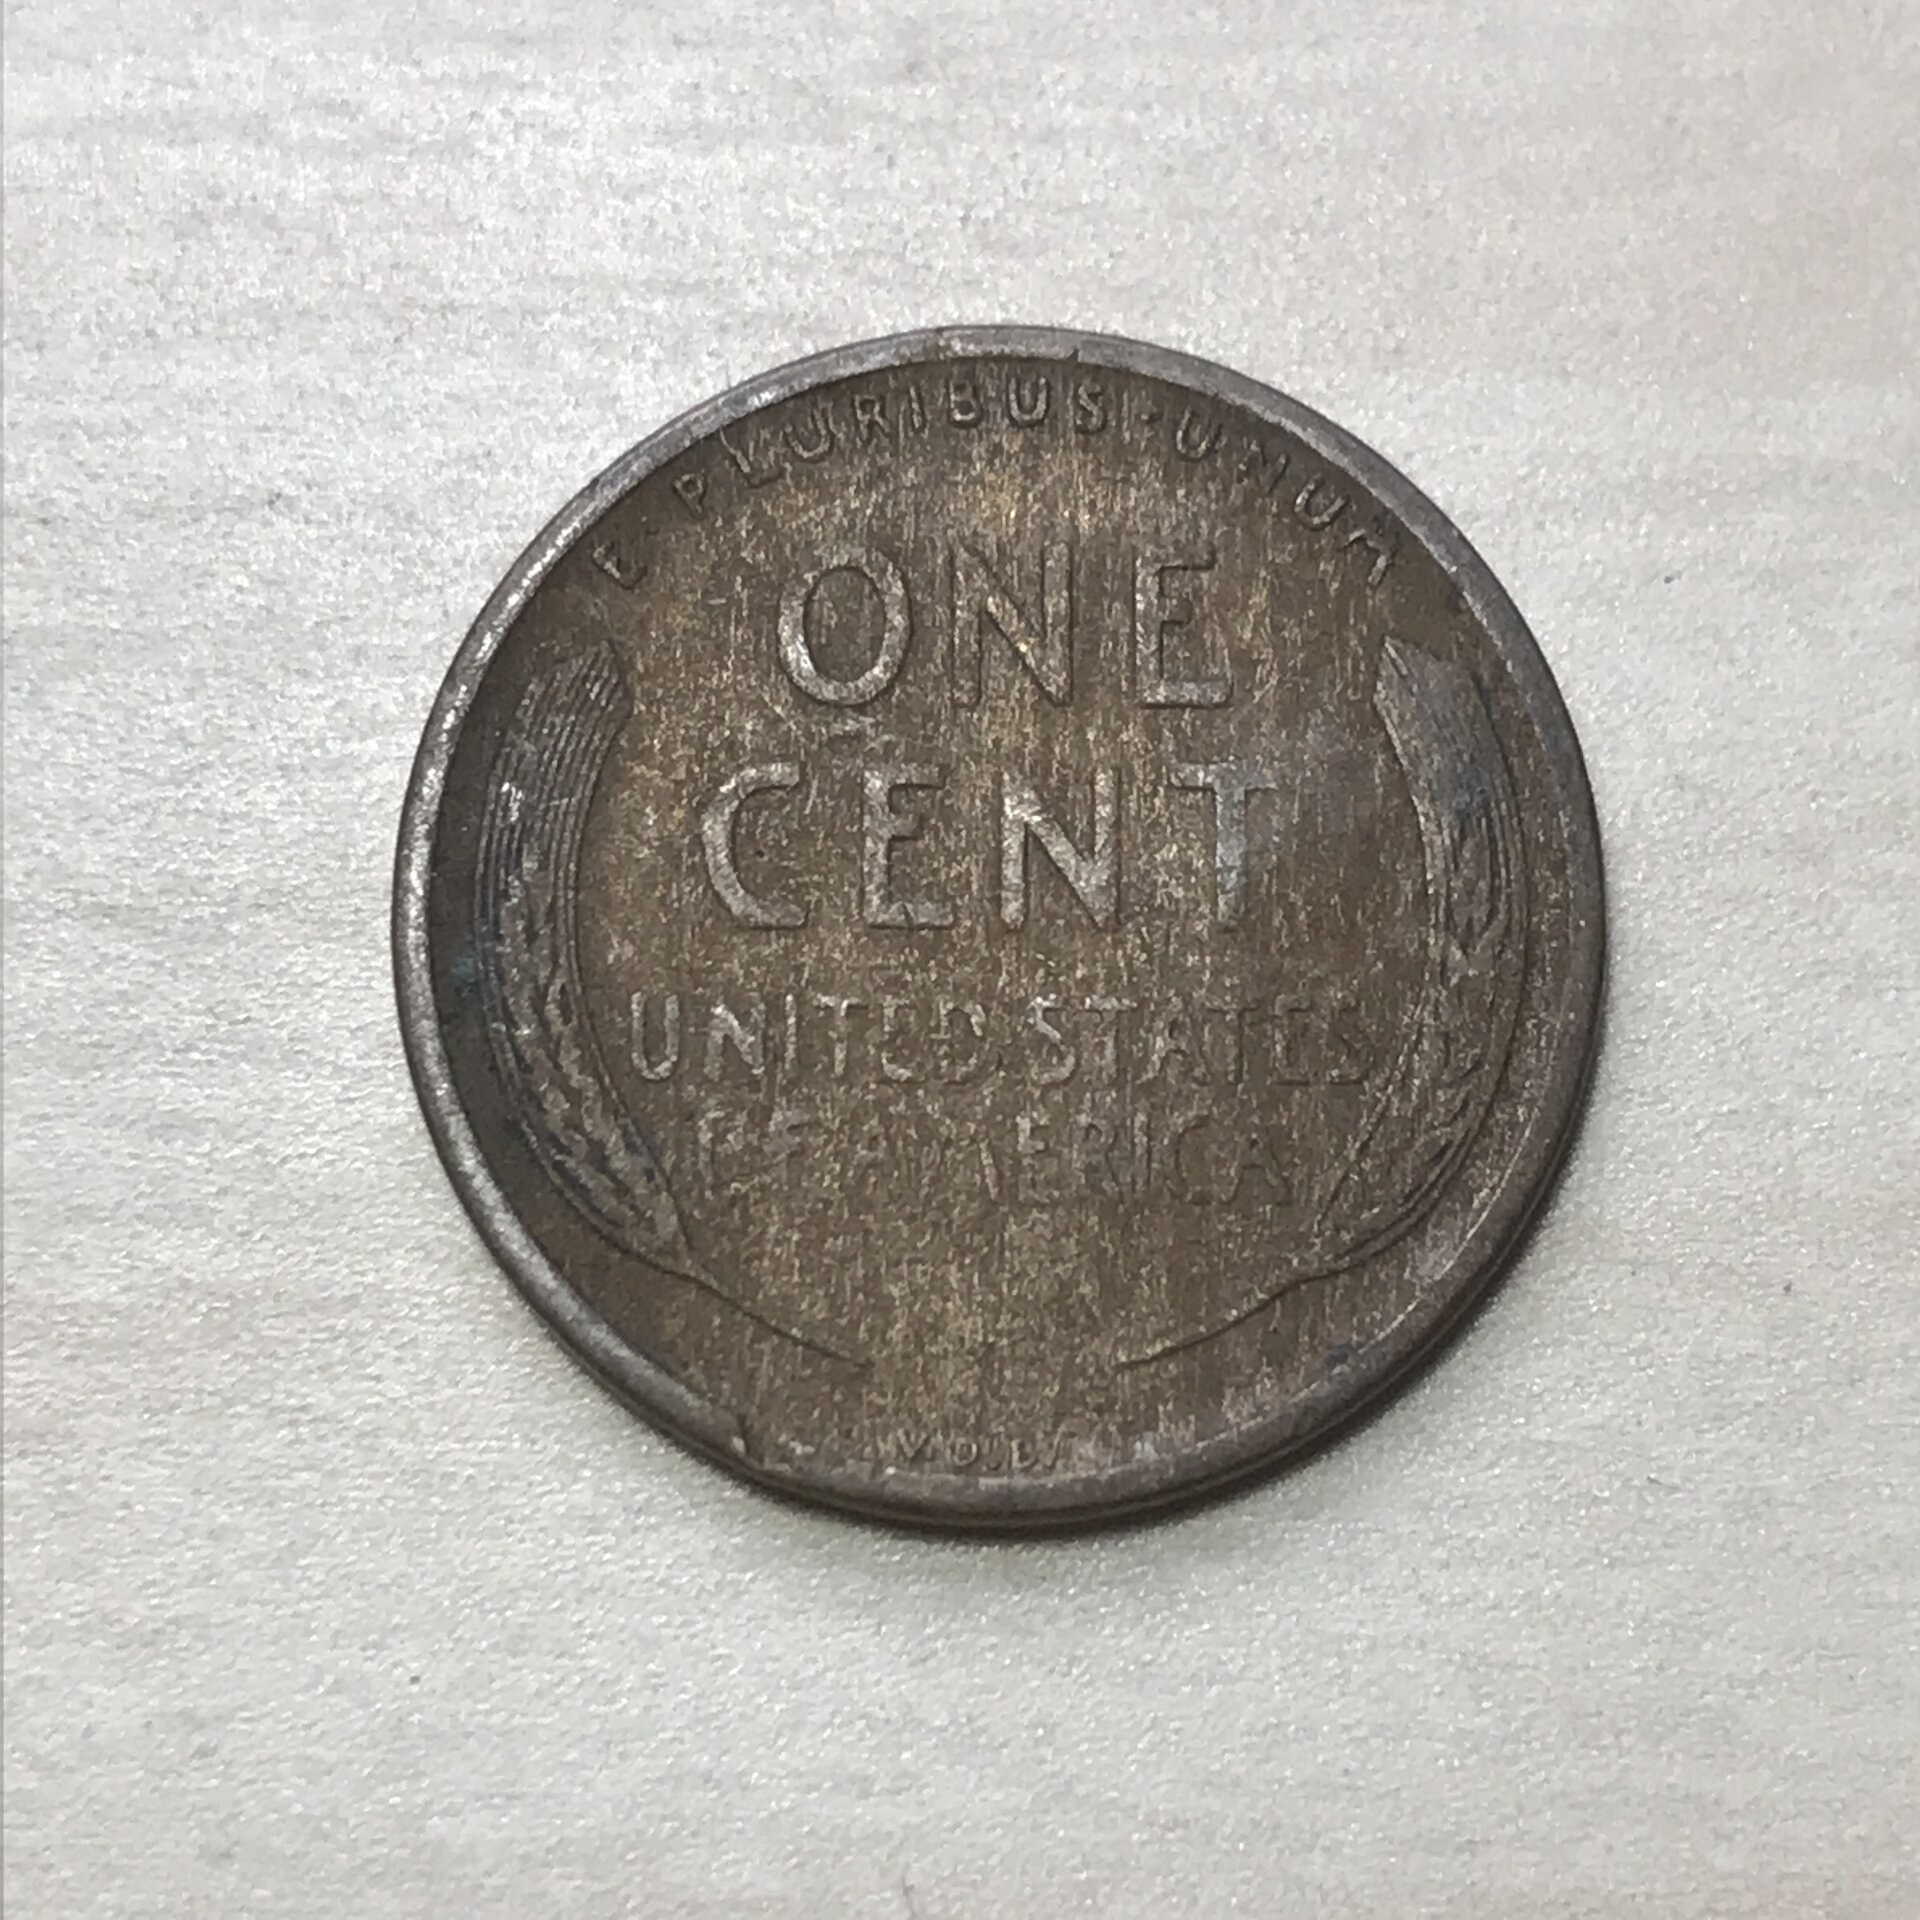 E·PLURIBUS·UNUM
ONE
CENT
UNITED STATES
OF AMERICA
V.D.B.